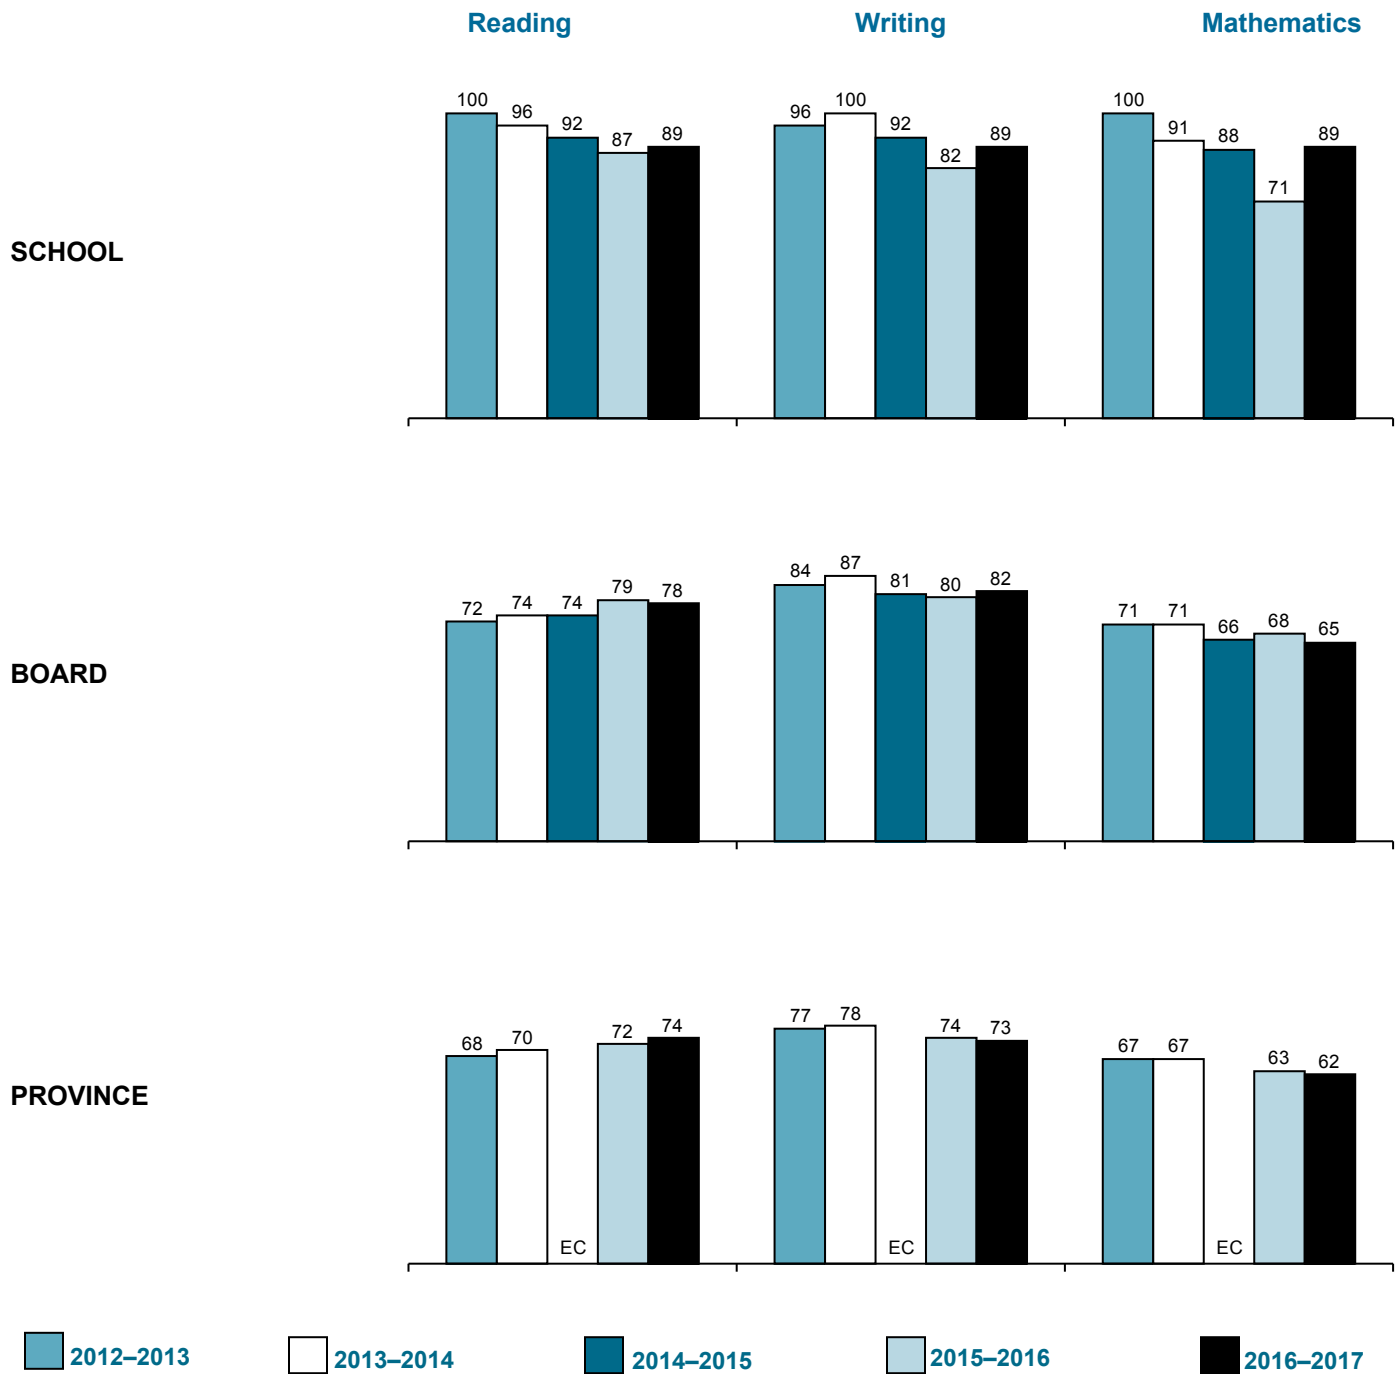 Reading Writing Mathematics
SCHOOL
100 96 92 87 89 96 100 92 82 89 100 91 88 71 89
BOARD
72 74 74 79 78 84 87 81 80 82 71 71 66 68 65
PROVINCE
68 70 EC 72 74 77 78 EC 74 73 67 67 EC 63 62
2012–2013 2013–2014 2014–2015 2015–2016 2016–2017